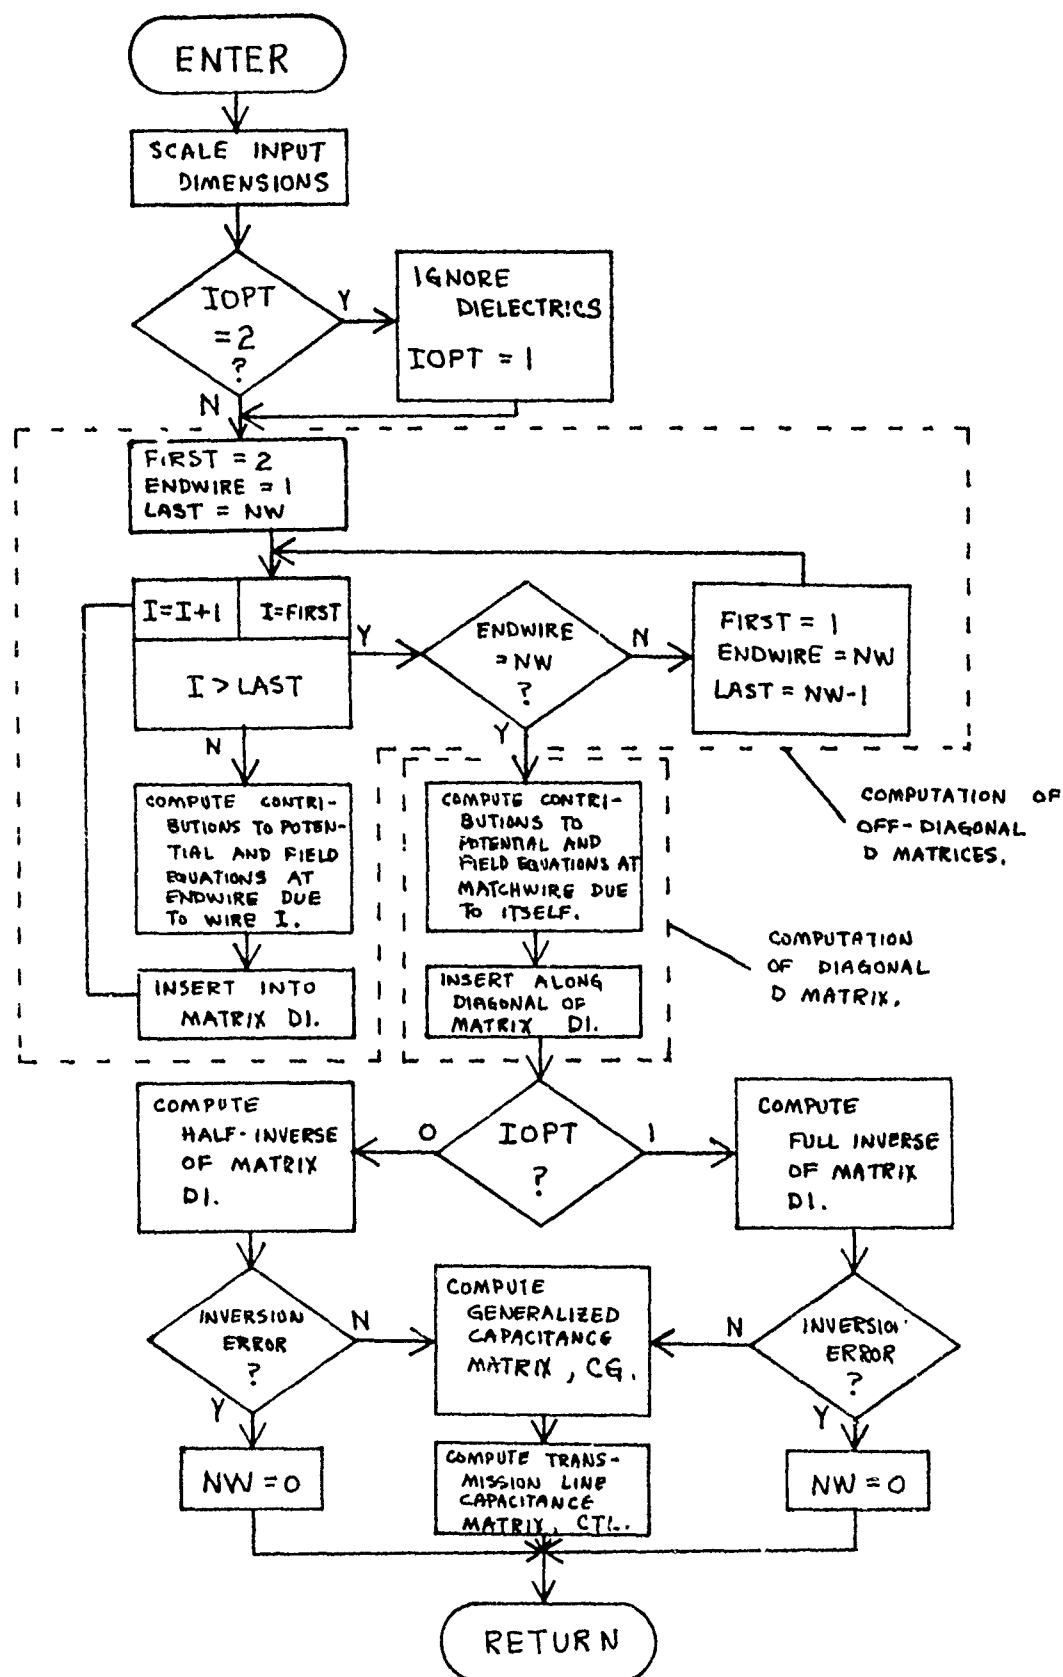 ENTER
SCALE INPUT
DIMENSIONS
IOPT
=2
?
Y
N
IGNORE
DIELECTRICS
IOPT = 1
FIRST = 2
ENDWIRE = 1
LAST = NW
I=I+1
I=FIRST
I > LAST
Y
N
ENDWIRE
= NW
?
N
Y
FIRST = 1
ENDWIRE = NW
LAST = NW-1
COMPUTE CONTRI-
BUTIONS TO POTEN-
TIAL AND FIELD
EQUATIONS AT
ENDWIRE DUE
TO WIRE I.
INSERT INTO
MATRIX D1.
COMPUTE CONTRI-
BUTIONS TO
POTENTIAL AND
FIELD EQUATIONS AT
MATCHWIRE DUE
TO ITSELF.
INSERT ALONG
DIAGONAL OF
MATRIX D1.
COMPUTATION OF
OFF-DIAGONAL
D MATRICES.
COMPUTATION
OF DIAGONAL
D MATRIX.
IOPT
?
0
1
COMPUTE
HALF-INVERSE
OF MATRIX
D1.
COMPUTE
FULL INVERSE
OF MATRIX
D1.
INVERSION
ERROR
?
N
Y
COMPUTE
GENERALIZED
CAPACITANCE
MATRIX, CG.
INVERSION
ERROR
?
N
Y
NW = 0
COMPUTE TRANS-
MISSION LINE
CAPACITANCE
MATRIX, CTL.
NW = 0
RETURN